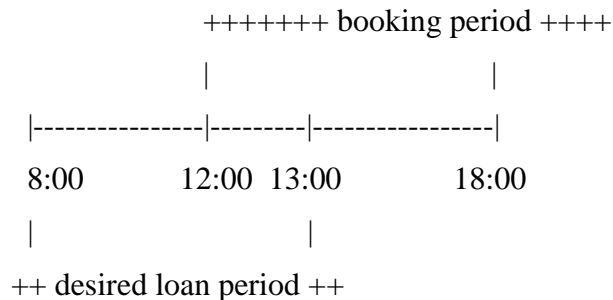 +++++++ booking period ++++
| |
|----------------|---------|-----------------|
8:00 12:00 13:00 18:00
| |
++ desired loan period ++